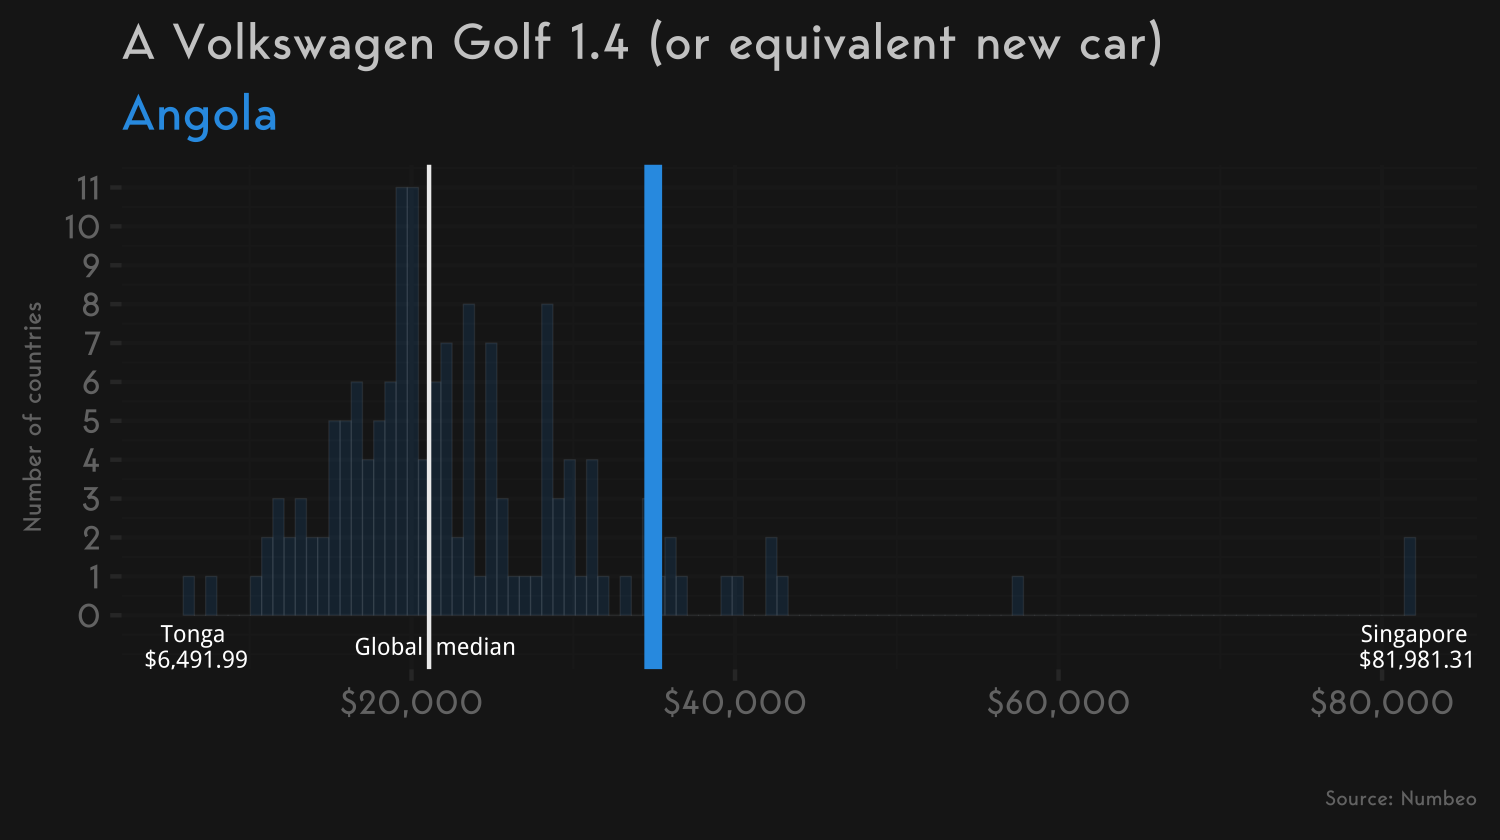 A Volkswagen Golf 1.4 (or equivalent new car)
Angola
Number of countries
11
10
9
8
7
6
5
4
3
2
1
0
Tonga
$6,491.99
Global median
Singapore
$81,981.31
$20,000 $40,000 $60,000 $80,000
Source: Numbeo